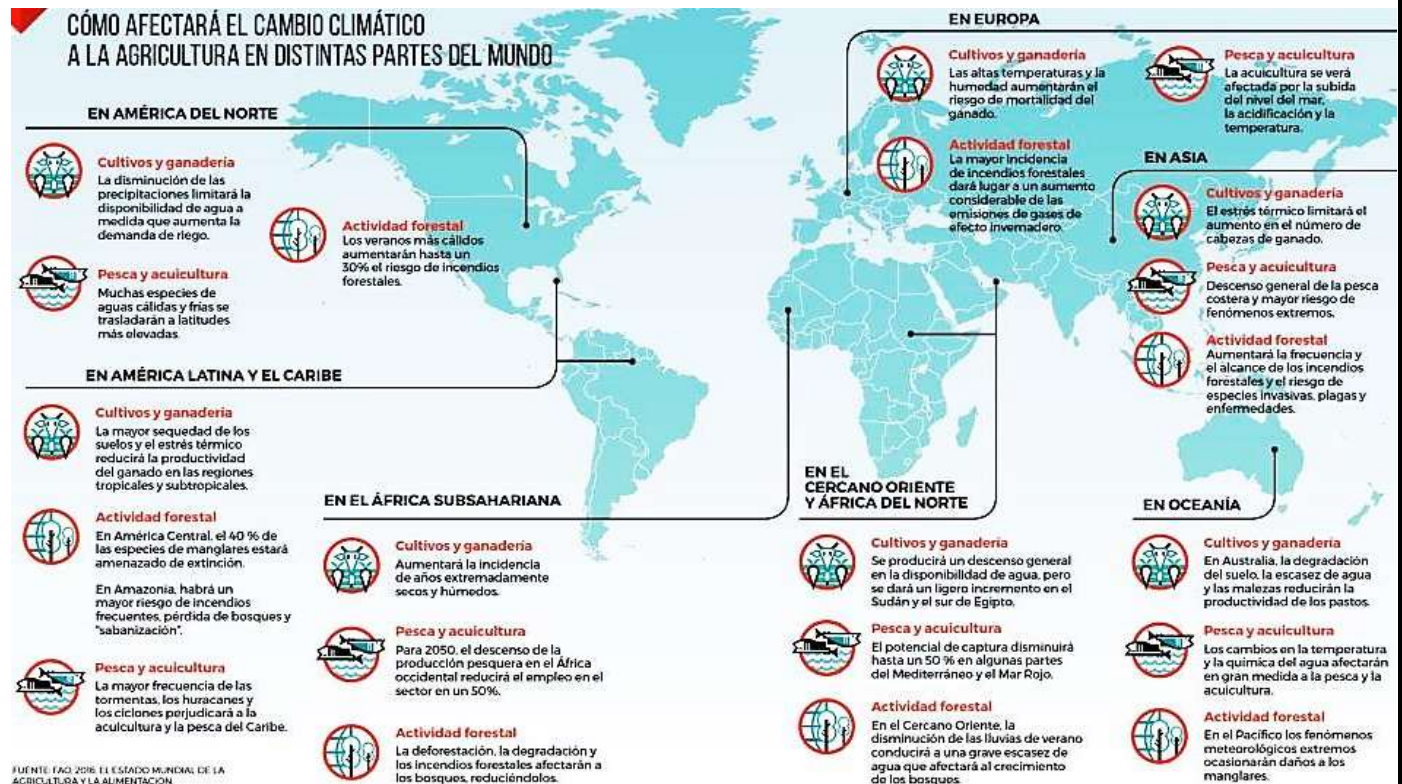 CÓMO AFECTARÁ EL CAMBIO CLIMÁTICO
A LA AGRICULTURA EN DISTINTAS PARTES DEL MUNDO
EN AMÉRICA DEL NORTE
Cultivos y ganadería
La disminución de las
precipitaciones limitará la
disponibilidad de agua a
medida que aumenta la
demanda de riego.
Pesca y acuicultura
Muchas especies de
aguas cálidas y frías se
trasladarán a latitudes
más elevadas.
Actividad forestal
Los veranos más cálidos
aumentarán hasta un
30% el riesgo de incendios
forestales.
EN AMÉRICA LATINA Y EL CARIBE
Cultivos y ganadería
La mayor sequedad de los
suelos y el estrés térmico
reducirá la productividad
del ganado en las regiones
tropicales y subtropicales.
Actividad forestal
En América Central, el 40 % de
las especies de manglares estará
amenazado de extinción.
En Amazonia, habrá un
mayor riesgo de incendios
frecuentes, pérdida de bosques y
"sabanización".
Pesca y acuicultura
La mayor frecuencia de las
tormentas, los huracanes y
los ciclones perjudicará a la
acuicultura y la pesca del Caribe.
FUENTE: FAO, 2016. EL ESTADO MUNDIAL DE LA
AGRICULTURA Y LA ALIMENTACIÓN
EN EL ÁFRICA SUBSAHARIANA
Cultivos y ganadería
Aumentará la incidencia
de años extremadamente
secos y húmedos.
Pesca y acuicultura
Para 2050, el descenso de la
producción pesquera en el África
occidental reducirá el empleo en el
sector en un 50%.
Actividad forestal
La deforestación, la degradación y
los incendios forestales afectarán a
los bosques, reduciéndolos.
EN EUROPA
Cultivos y ganadería
Las altas temperaturas y la
humedad aumentarán el
riesgo de mortalidad del
ganado.
Actividad forestal
La mayor incidencia
de incendios forestales
dará lugar a un aumento
considerable de las
emisiones de gases de
efecto invernadero.
Pesca y acuicultura
La acuicultura se verá
afectada por la subida
del nivel del mar,
la acidificación y la
temperatura.
EN ASIA
Cultivos y ganadería
El estrés térmico limitará el
aumento en el número de
cabezas de ganado.
Pesca y acuicultura
Descenso general de la pesca
costera y mayor riesgo de
fenómenos extremos.
Actividad forestal
Aumentará la frecuencia y
el alcance de los incendios
forestales y el riesgo de
especies invasivas, plagas y
enfermedades.
EN EL
CERCANO ORIENTE
Y ÁFRICA DEL NORTE
Cultivos y ganadería
Se producirá un descenso general
en la disponibilidad de agua, pero
se dará un ligero incremento en el
Sudán y el sur de Egipto.
Pesca y acuicultura
El potencial de captura disminuirá
hasta un 50 % en algunas partes
del Mediterráneo y el Mar Rojo.
Actividad forestal
En el Cercano Oriente, la
disminución de las lluvias de verano
conducirá a una grave escasez de
agua que afectará al crecimiento
de los bosques.
EN OCEANÍA
Cultivos y ganadería
En Australia, la degradación
del suelo, la escasez de agua
y las malezas reducirán la
productividad de los pastos.
Pesca y acuicultura
Los cambios en la temperatura
y la química del agua afectarán
en gran medida a la pesca y la
acuicultura.
Actividad forestal
En el Pacífico los fenómenos
meteorológicos extremos
ocasionarán daños a los
manglares.